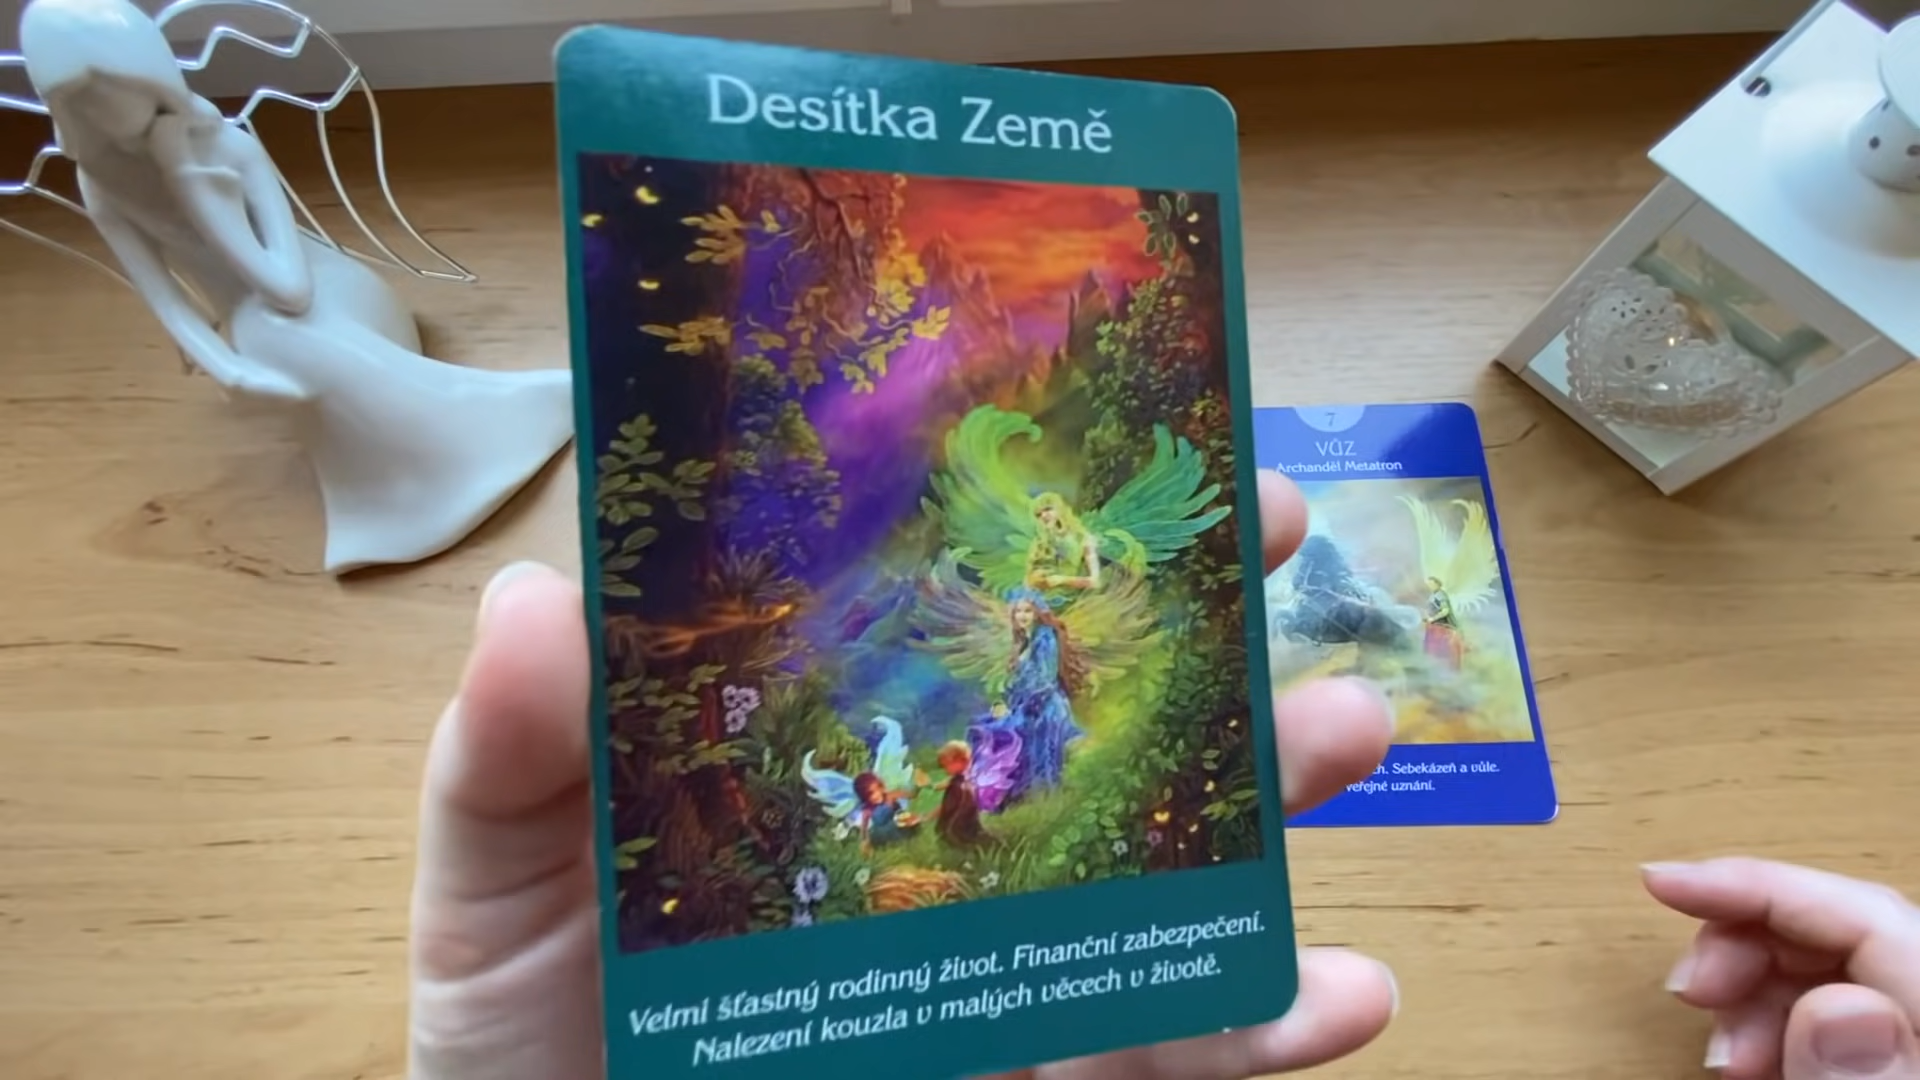 Desítka Země
Velmi šťastný rodinný život. Finanční zabezpečení.
Nalezení kouzla v malých věcech v životě.
7
VŮZ
Archanděl Metatron
Sebekázeň a vůle.
veřejné uznání.